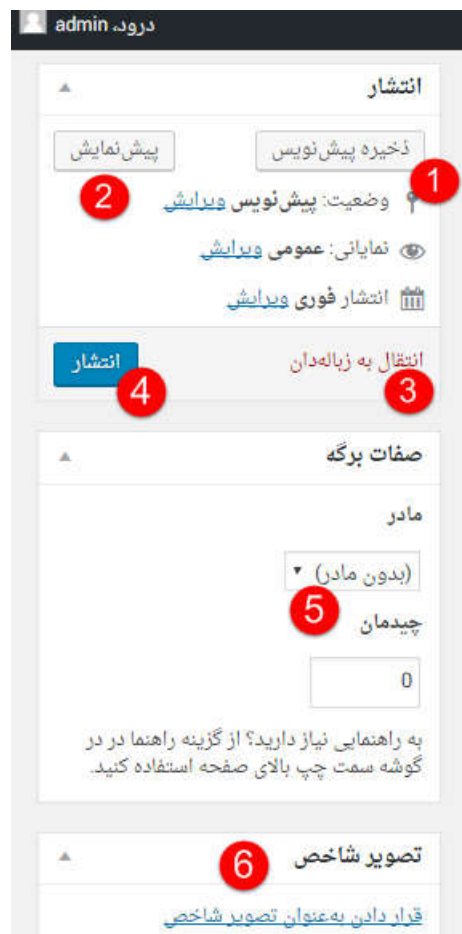 درود، admin
انتشار
ذخیره پیش‌نویس
پیش‌نمایش
1
2
وضعیت: پیش‌نویس ویرایش
نمایانی: عمومی ویرایش
انتشار فوری ویرایش
انتقال به زباله‌دان
انتشار
3
4
صفات برگه
مادر
(بدون مادر)
5
چیدمان
0
به راهنمایی نیاز دارید؟ از گزینه راهنما در در
گوشه سمت چپ بالای صفحه استفاده کنید.
تصویر شاخص
6
قرار دادن به‌عنوان تصویر شاخص